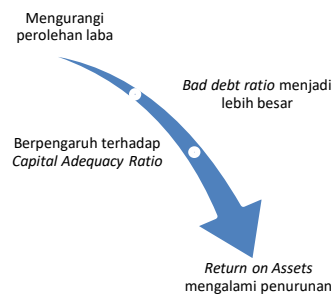 Mengurangi
perolehan laba
Bad debt ratio menjadi
lebih besar
Berpengaruh terhadap
Capital Adequacy Ratio
Return on Assets
mengalami penurunan